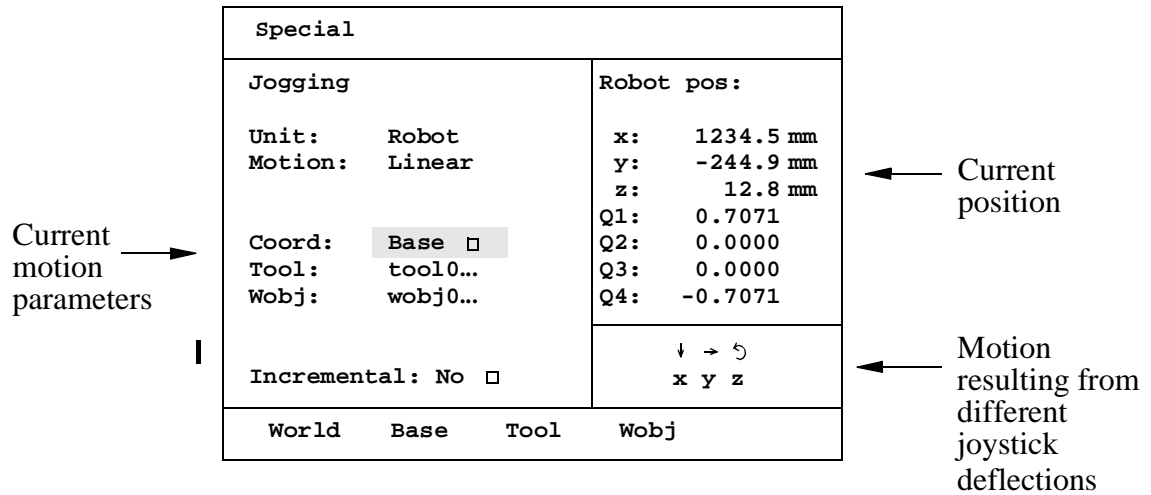 Special
Jogging
Unit: Robot
Motion: Linear
Coord: Base
Tool: tool0…
Wobj: wobj0…
Incremental: No
Robot pos:
x: 1234.5 mm
y: -244.9 mm
z: 12.8 mm
Q1: 0.7071
Q2: 0.0000
Q3: 0.0000
Q4: -0.7071
x y z
World Base Tool Wobj
Current
motion
parameters
Current
position
Motion
resulting from
different
joystick
deflections